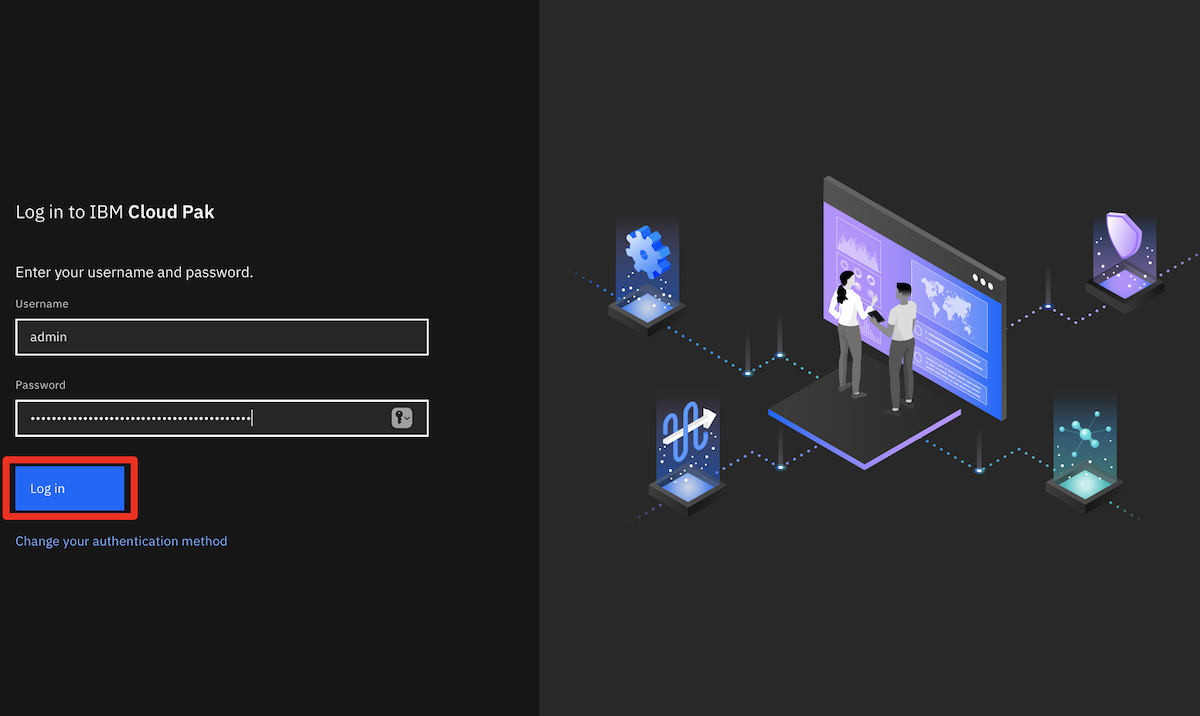 Log in to IBM Cloud Pak
Enter your username and password.
Username
admin
Password
Log in
Change your authentication method